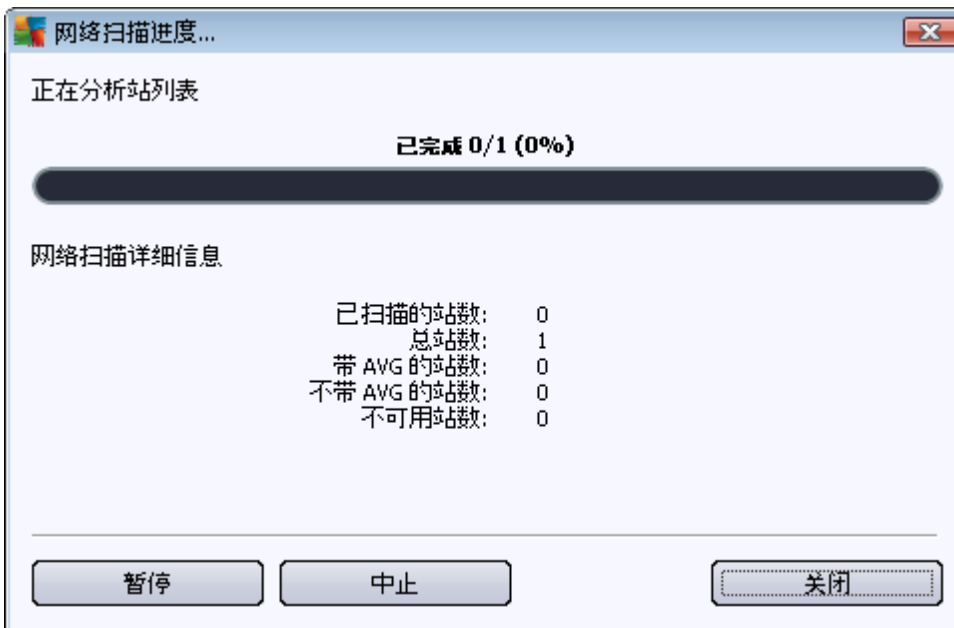 网络扫描进度...
正在分析站列表
已完成 0/1 (0%)
网络扫描详细信息
已扫描的站数: 0
总站数: 1
带 AVG 的站数: 0
不带 AVG 的站数: 0
不可用站数: 0
暂停 中止 关闭